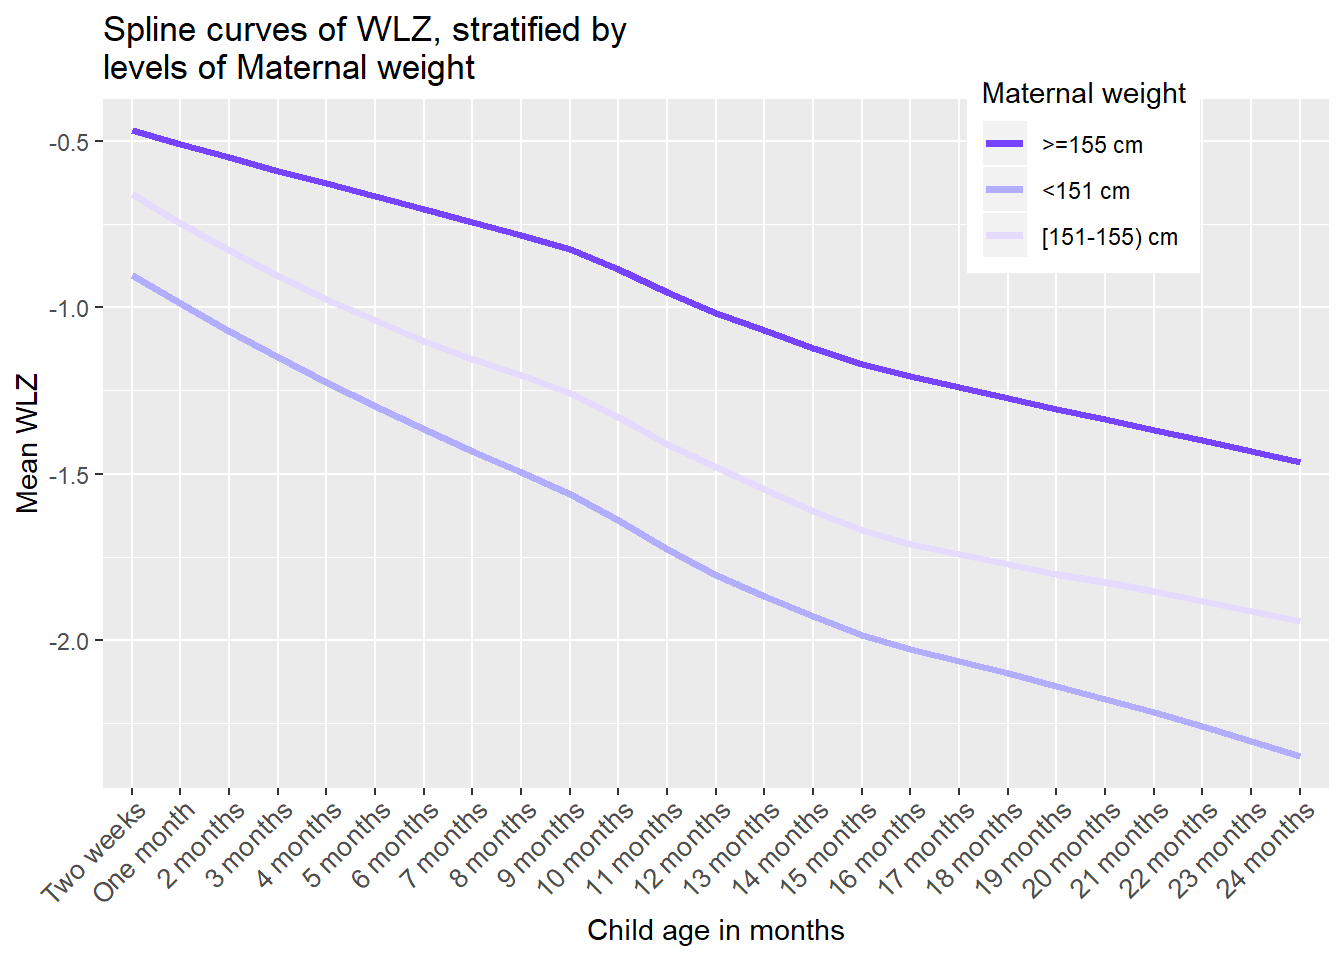 Spline curves of WLZ, stratified by
levels of Maternal weight
Maternal weight
>=155 cm
<151 cm
[151-155) cm
Mean WLZ
-0.5
-1.0
-1.5
-2.0
Two weeks
One month
2 months
3 months
4 months
5 months
6 months
7 months
8 months
9 months
10 months
11 months
12 months
13 months
14 months
15 months
16 months
17 months
18 months
19 months
20 months
21 months
22 months
23 months
24 months
Child age in months